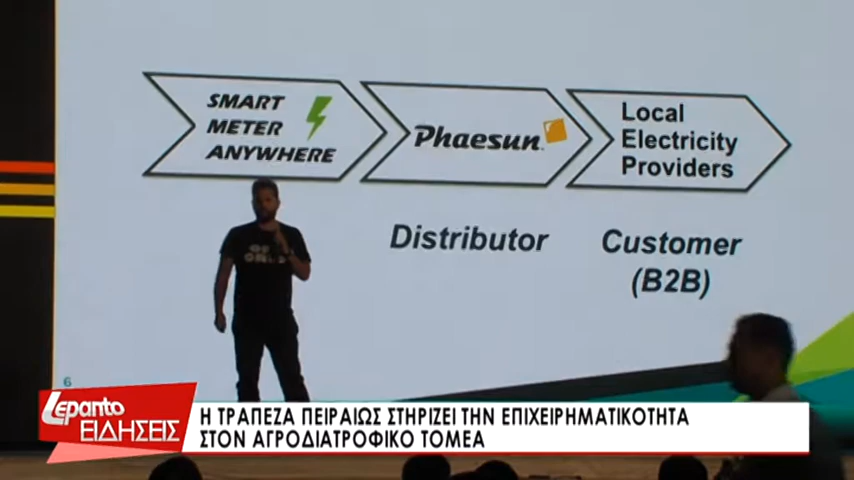 SMART
METER
ANYWHERE
Phaesun
Local
Electricity
Providers
Distributor
Customer
(B2B)
6
Lepanto
ΕΙΔΗΣΕΙΣ
Η ΤΡΑΠΕΖΑ ΠΕΙΡΑΙΩΣ ΣΤΗΡΙΖΕΙ ΤΗΝ ΕΠΙΧΕΙΡΗΜΑΤΙΚΟΤΗΤΑ
ΣΤΟΝ ΑΓΡΟΔΙΑΤΡΟΦΙΚΟ ΤΟΜΕΑ